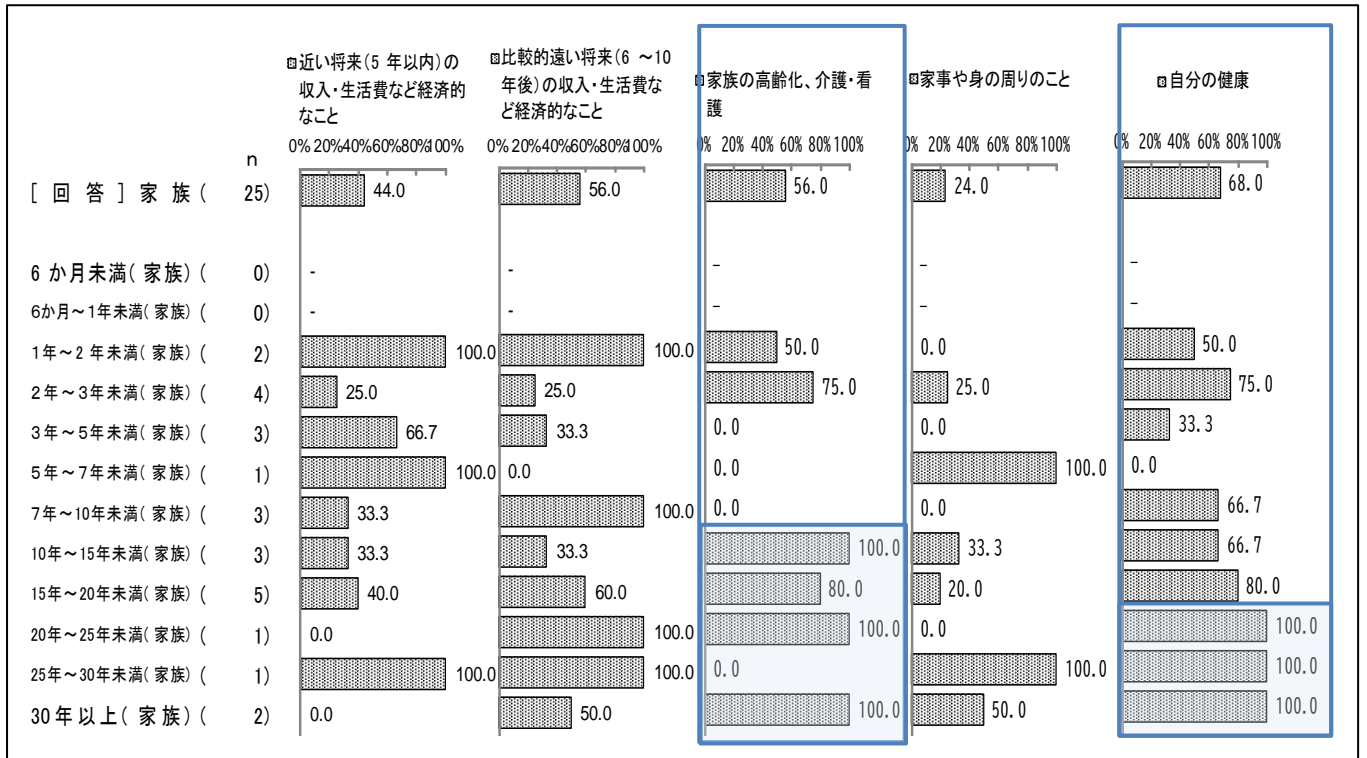 ▩近い将来(5 年以内)の
収入・生活費など経済的
なこと
▩比較的遠い将来(6 ～10
年後)の収入・生活費な
ど経済的なこと
▩家族の高齢化、介護・看
護
▩家事や身の周りのこと
▩自分の健康
n
0% 20%40%60%80%100%
0% 20%40%60%80%100%
0% 20% 40% 60% 80%100%
0% 20% 40% 60% 80%100%
0% 20% 40% 60% 80%100%
[ 回 答 ] 家 族 ( 25) 44.0 56.0 56.0 24.0 68.0
6 か月未満( 家族) ( 0) - - - - -
6か月～1年未満( 家族) ( 0) - - - - -
1年～2 年未満( 家族) ( 2) 100.0 100.0 50.0 0.0 50.0
2年～3年未満( 家族) ( 4) 25.0 25.0 75.0 25.0 75.0
3年～5年未満( 家族) ( 3) 66.7 33.3 0.0 0.0 33.3
5年～7年未満( 家族) ( 1) 100.0 0.0 0.0 100.0 0.0
7年～10年未満( 家族) ( 3) 33.3 100.0 0.0 0.0 66.7
10年～15年未満( 家族) ( 3) 33.3 33.3 100.0 33.3 66.7
15年～20年未満( 家族) ( 5) 40.0 60.0 80.0 20.0 80.0
20年～25年未満( 家族) ( 1) 0.0 100.0 100.0 0.0 100.0
25年～30年未満( 家族) ( 1) 100.0 100.0 0.0 100.0 100.0
30年以上( 家族) ( 2) 0.0 50.0 100.0 50.0 100.0